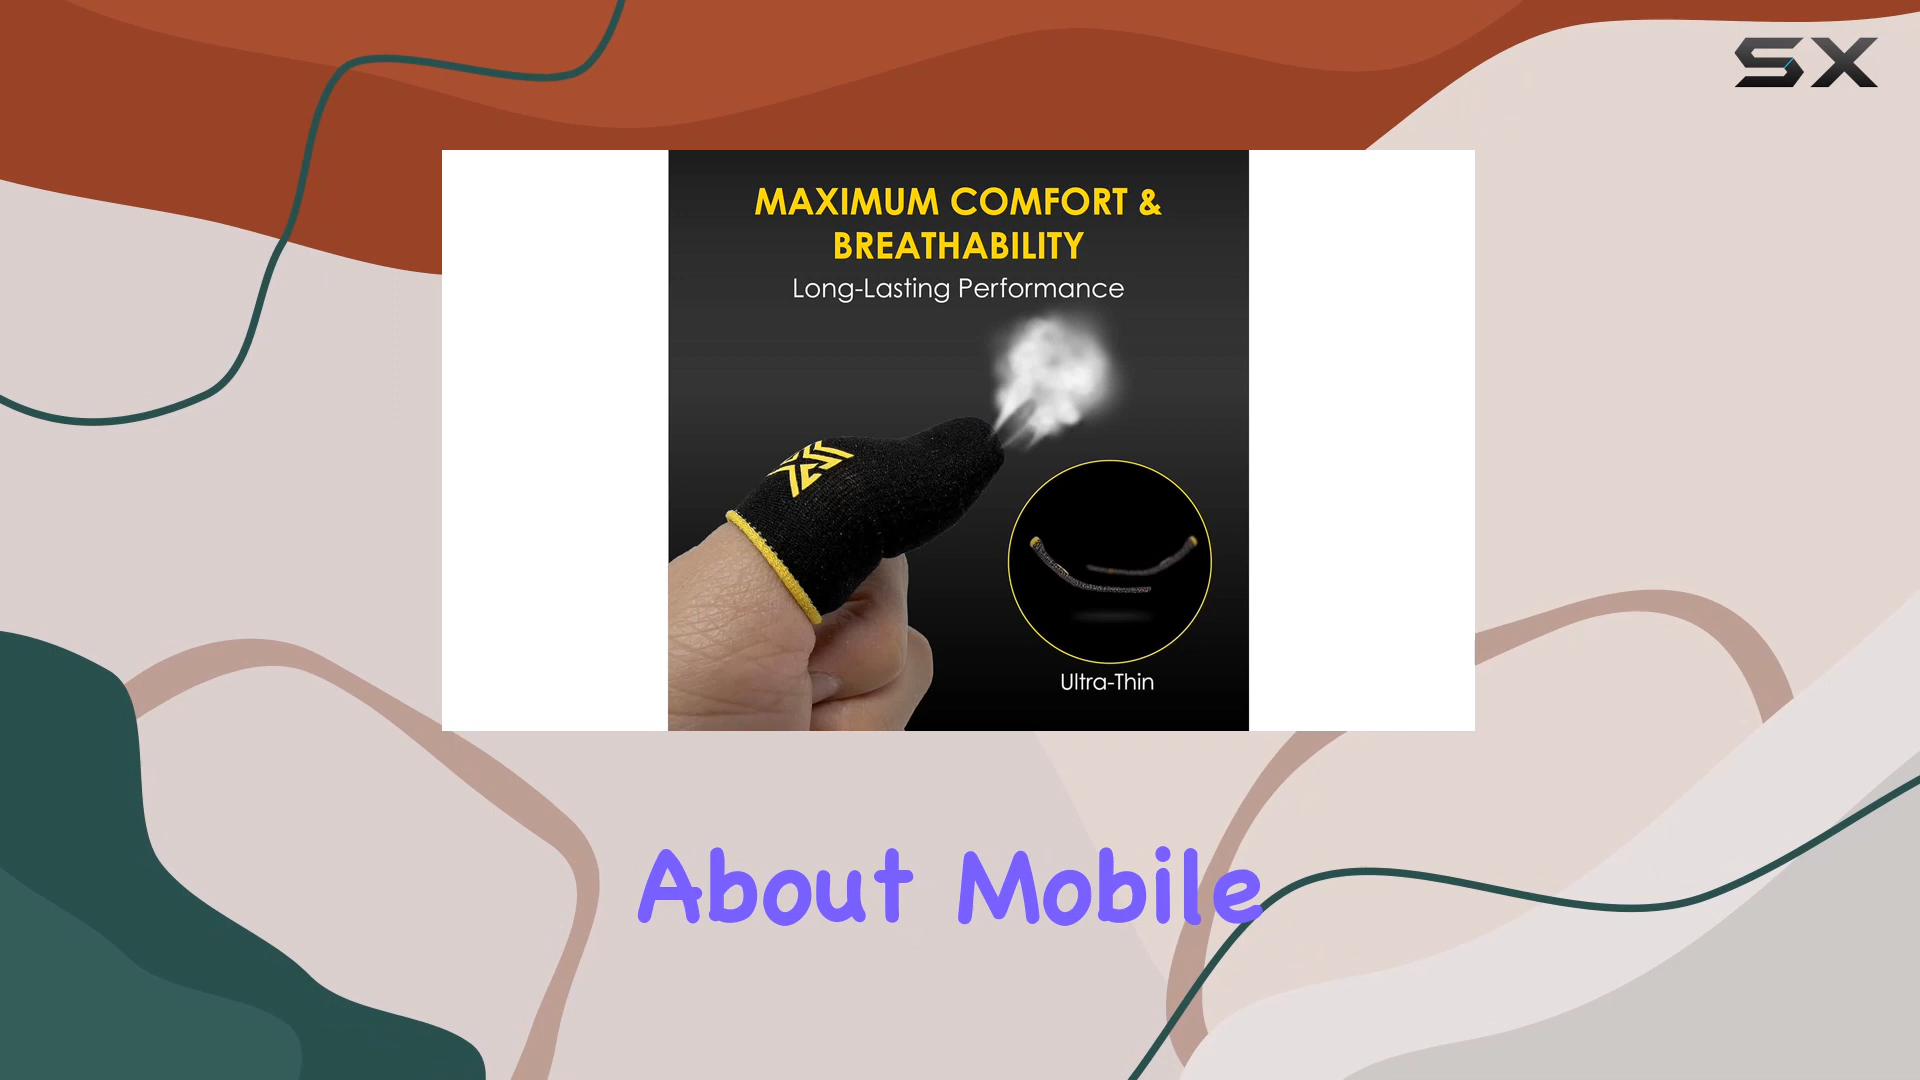 SX
MAXIMUM COMFORT &
BREATHABILITY
Long-Lasting Performance
Ultra-Thin
About Mobile